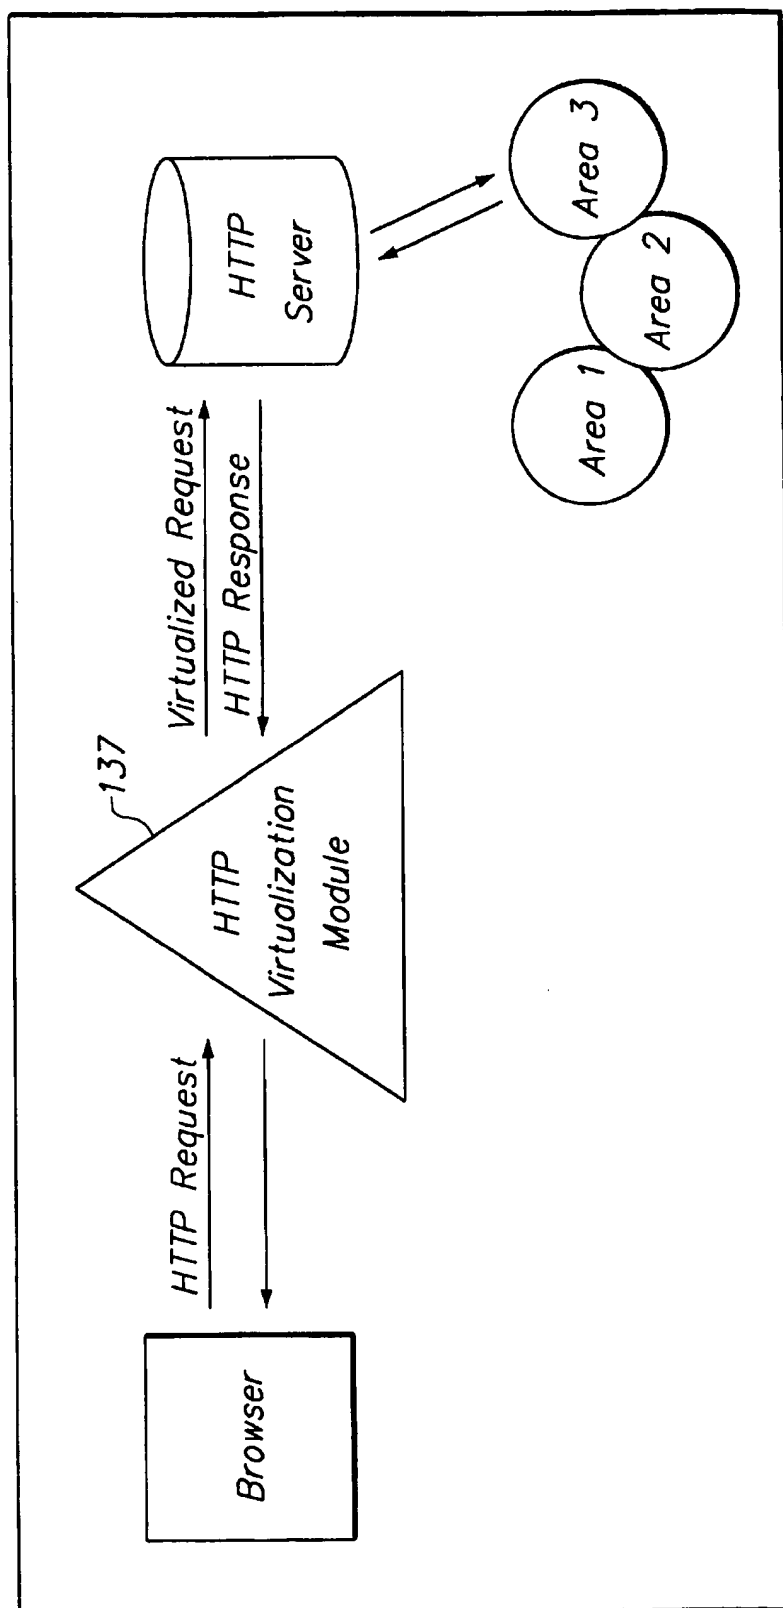 Browser
HTTP Request
137
HTTP
Virtualization
Module
Virtualized Request
HTTP Response
HTTP
Server
Area 1
Area 2
Area 3